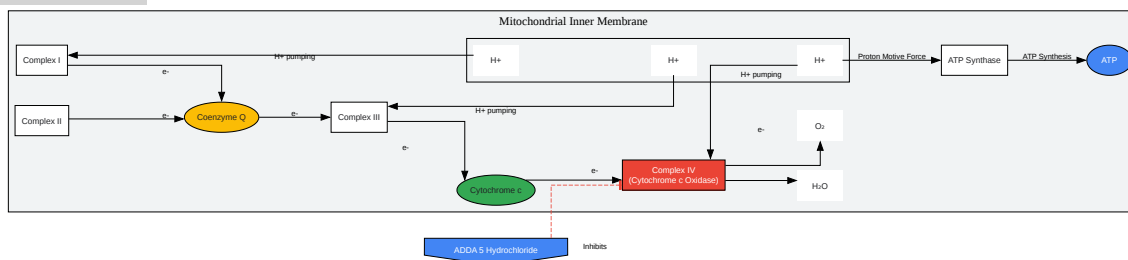 Mitochondrial Inner Membrane
Complex I
H+ pumping
H+
H+
H+
Proton Motive Force
ATP Synthase
ATP Synthesis
ATP
e-
H+ pumping
Complex II
e-
Coenzyme Q
e-
Complex III
H+ pumping
e-
O₂
e-
e-
Complex IV
(Cytochrome c Oxidase)
H₂O
Cytochrome c
ADDA 5 Hydrochloride
Inhibits